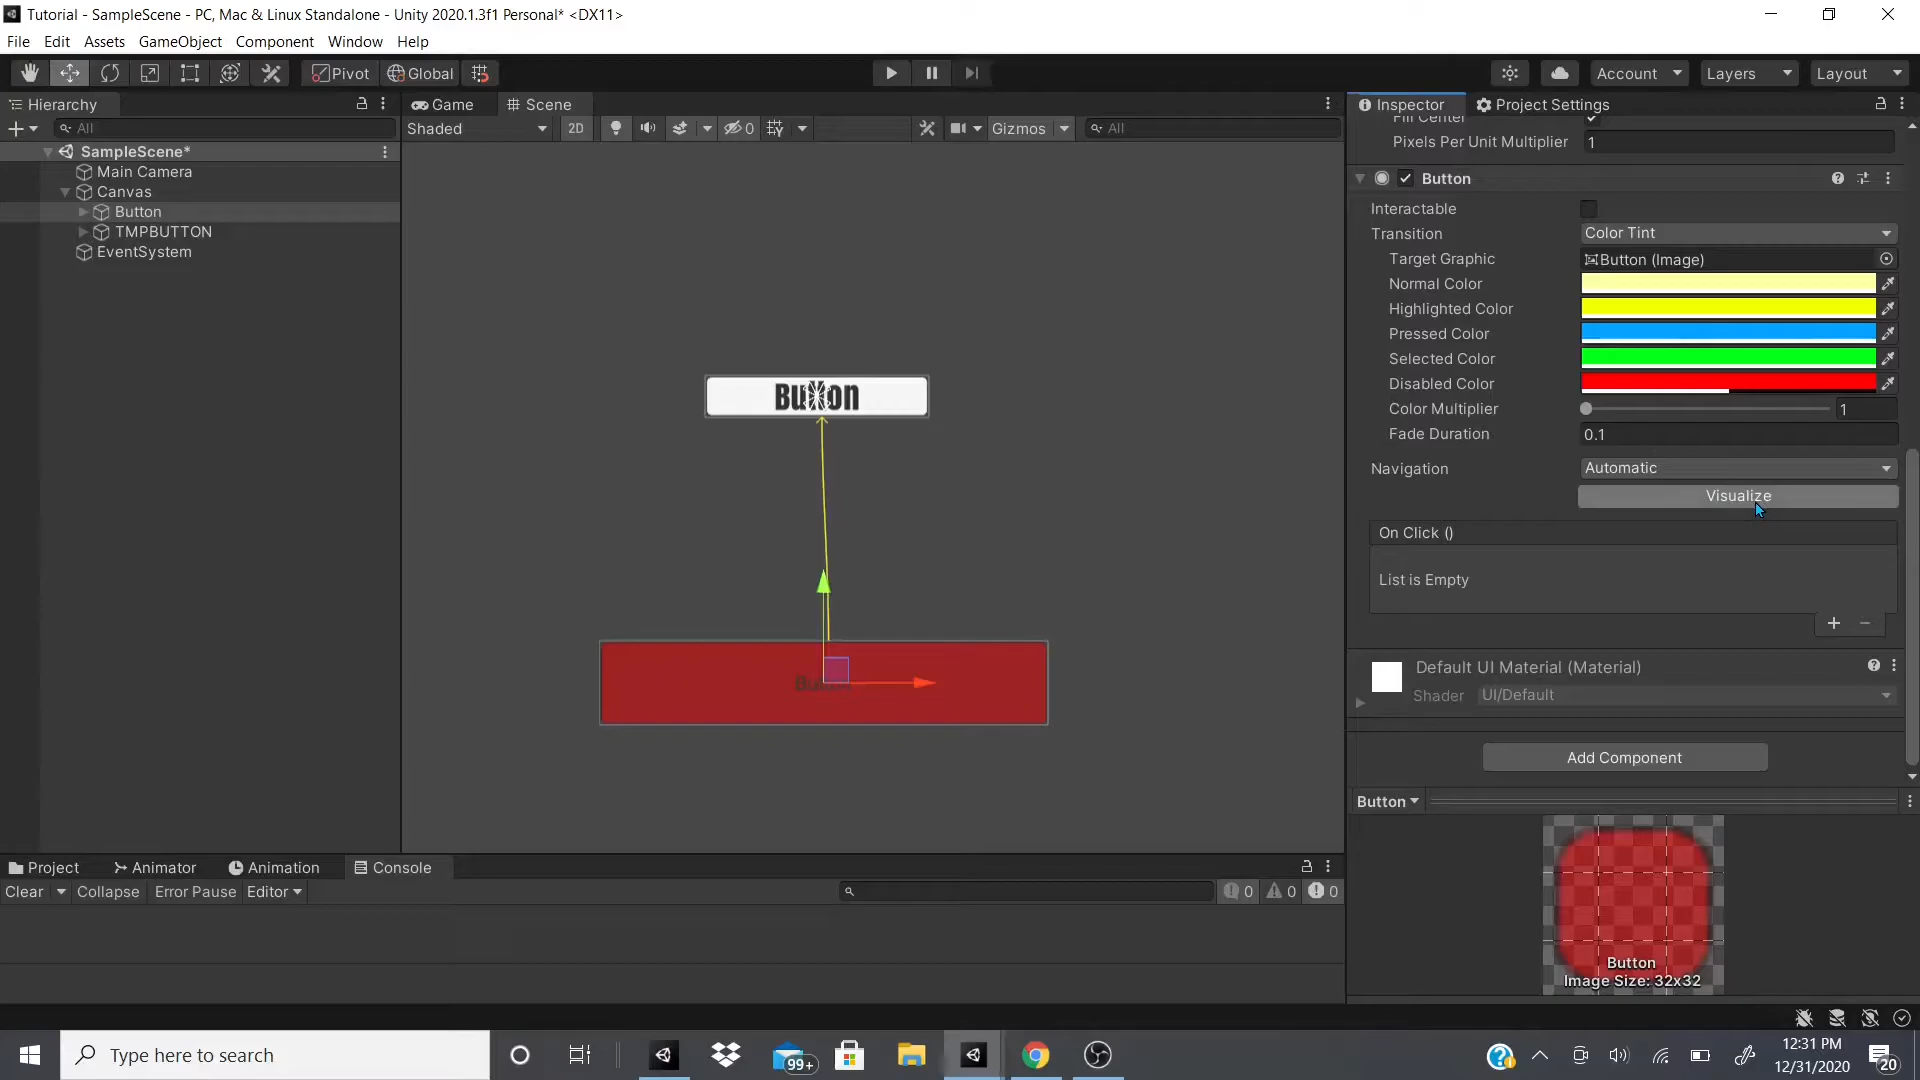 Tutorial - SampleScene - PC, Mac & Linux Standalone - Unity 2020.1.3f1 Personal* <DX11>
File Edit Assets GameObject Component Window Help
Pivot Global Account Layers Layout
Hierarchy
All
SampleScene*
Main Camera
Canvas
Button
TMPBUTTON
EventSystem
Game Scene
Shaded 2D 0 Gizmos All
Button
Inspector Project Settings
Fill Center
Pixels Per Unit Multiplier 1
Button
Interactable
Transition Color Tint
Target Graphic Button (Image)
Normal Color
Highlighted Color
Pressed Color
Selected Color
Disabled Color
Color Multiplier 1
Fade Duration 0.1
Navigation Automatic
Visualize
On Click ()
List is Empty
+ −
Default UI Material (Material)
Shader UI/Default
Add Component
Button
Button
Image Size: 32x32
Project Animator Animation Console
Clear Collapse Error Pause Editor 0 0 0
Type here to search
99+
12:31 PM
12/31/2020
20